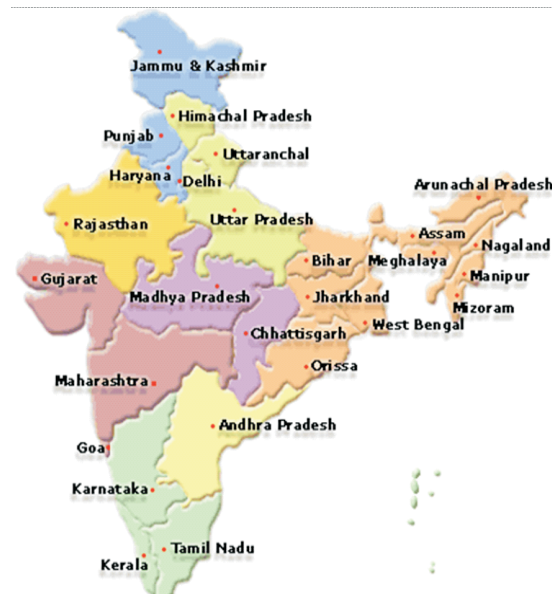 Jammu & Kashmir
Himachal Pradesh
Punjab
Uttaranchal
Haryana
Delhi
Arunachal Pradesh
Rajasthan
Uttar Pradesh
Assam
Nagaland
Bihar
Meghalaya
Gujarat
Manipur
Madhya Pradesh
Jharkhand
Mizoram
Chhattisgarh
West Bengal
Orissa
Maharashtra
Andhra Pradesh
Goa
Karnataka
Tamil Nadu
Kerala